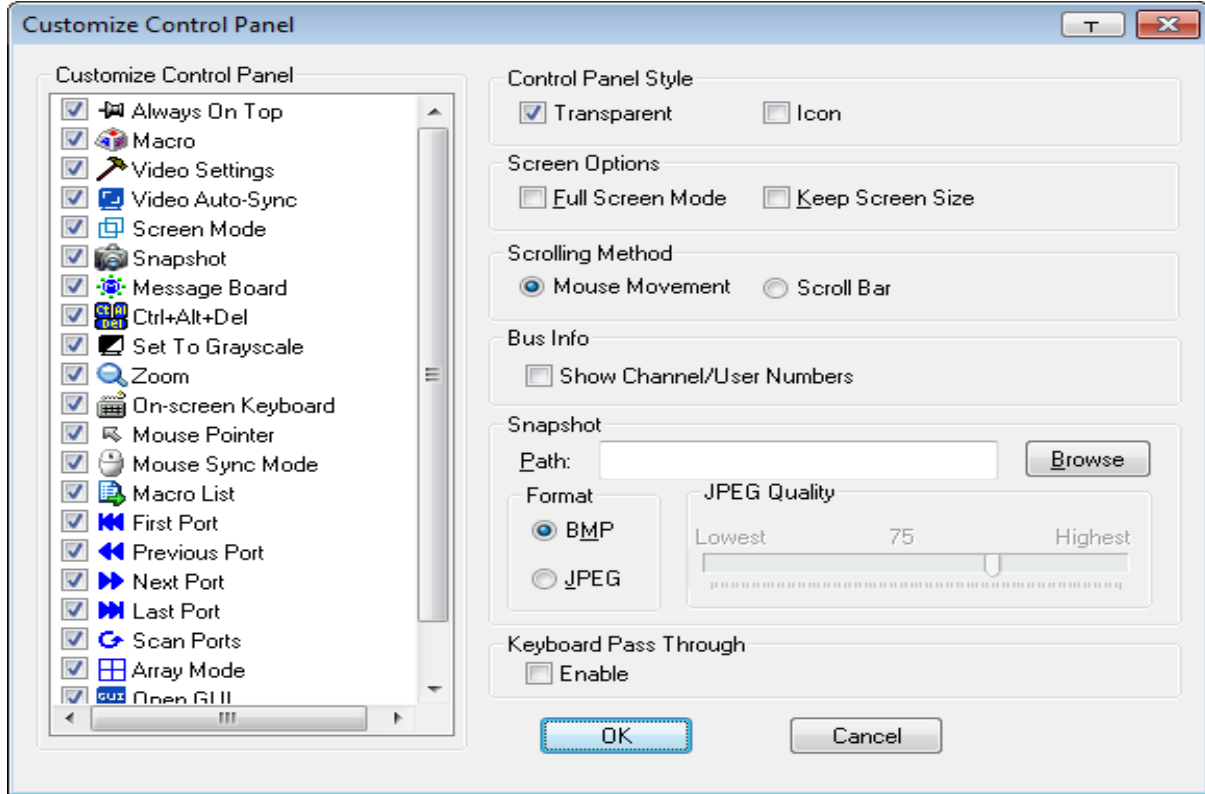 Customize Control Panel
T
Customize Control Panel
Always On Top
Macro
Video Settings
Video Auto-Sync
Screen Mode
Snapshot
Message Board
Ctrl+Alt+Del
Set To Grayscale
Zoom
On-screen Keyboard
Mouse Pointer
Mouse Sync Mode
Macro List
First Port
Previous Port
Next Port
Last Port
Scan Ports
Array Mode
GUI Open GUI
Control Panel Style
Transparent Icon
Screen Options
Full Screen Mode Keep Screen Size
Scrolling Method
Mouse Movement Scroll Bar
Bus Info
Show Channel/User Numbers
Snapshot
Path: Browse
Format
BMP
JPEG
JPEG Quality
Lowest 75 Highest
Keyboard Pass Through
Enable
OK Cancel